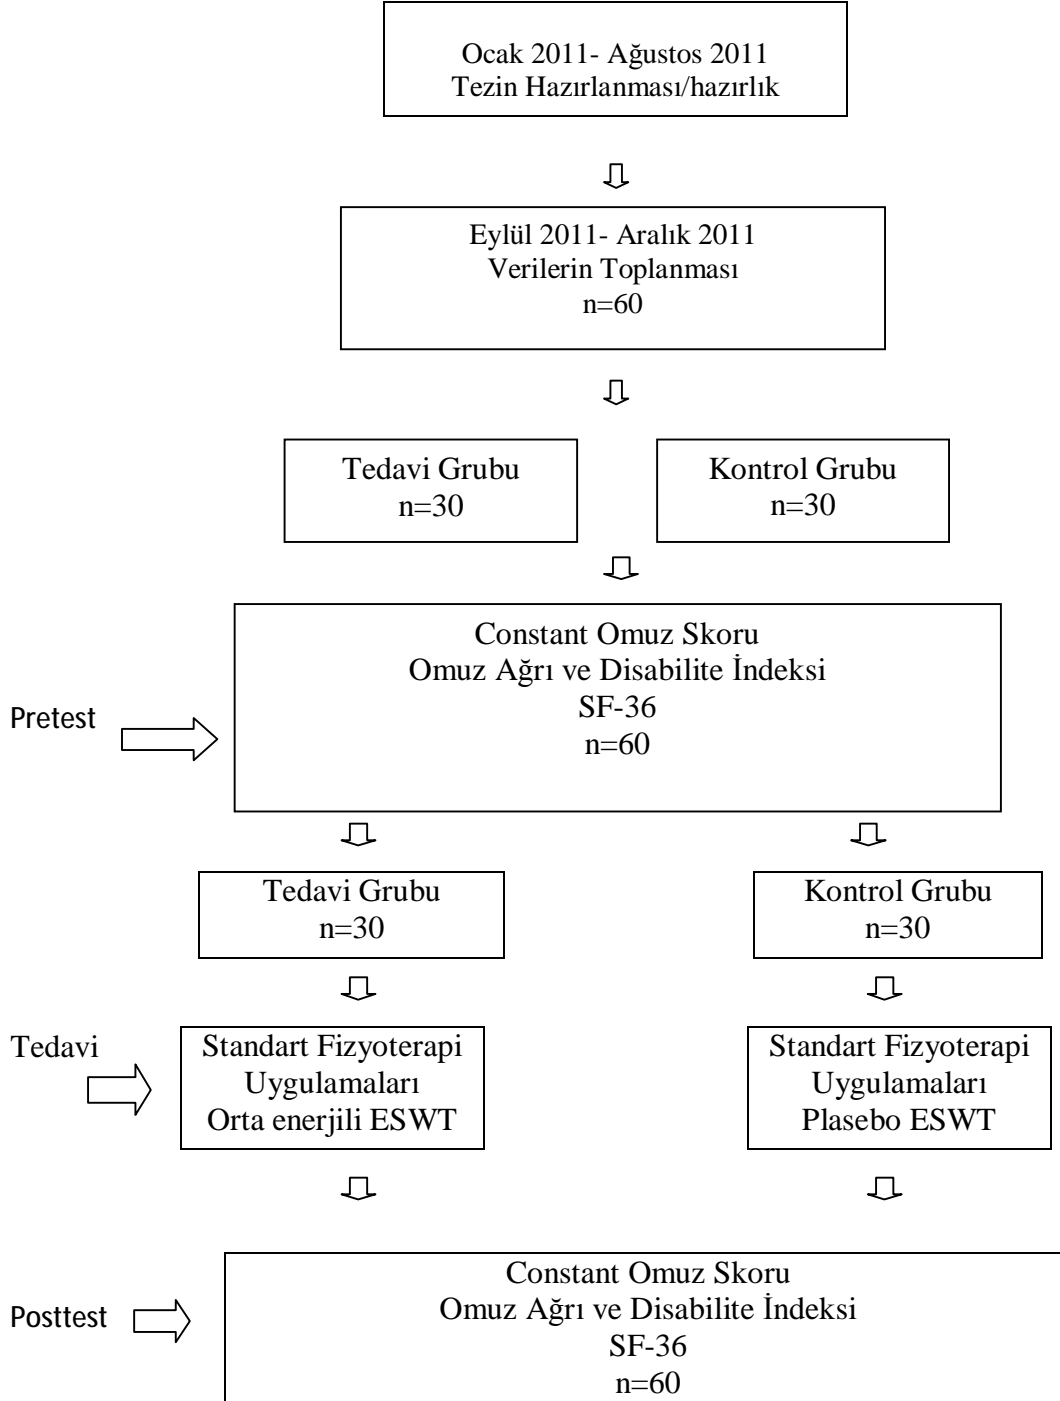 Ocak 2011- Ağustos 2011
Tezin Hazırlanması/hazırlık
Eylül 2011- Aralık 2011
Verilerin Toplanması
n=60
Tedavi Grubu
n=30
Kontrol Grubu
n=30
Pretest
Constant Omuz Skoru
Omuz Ağrı ve Disabilite İndeksi
SF-36
n=60
Tedavi Grubu
n=30
Kontrol Grubu
n=30
Tedavi
Standart Fizyoterapi
Uygulamaları
Orta enerjili ESWT
Standart Fizyoterapi
Uygulamaları
Plasebo ESWT
Posttest
Constant Omuz Skoru
Omuz Ağrı ve Disabilite İndeksi
SF-36
n=60